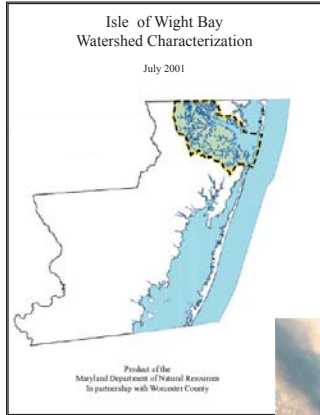 Isle of Wight Bay
Watershed Characterization
July 2001
Product of the
Maryland Department of Natural Resources
In partnership with Worcester County